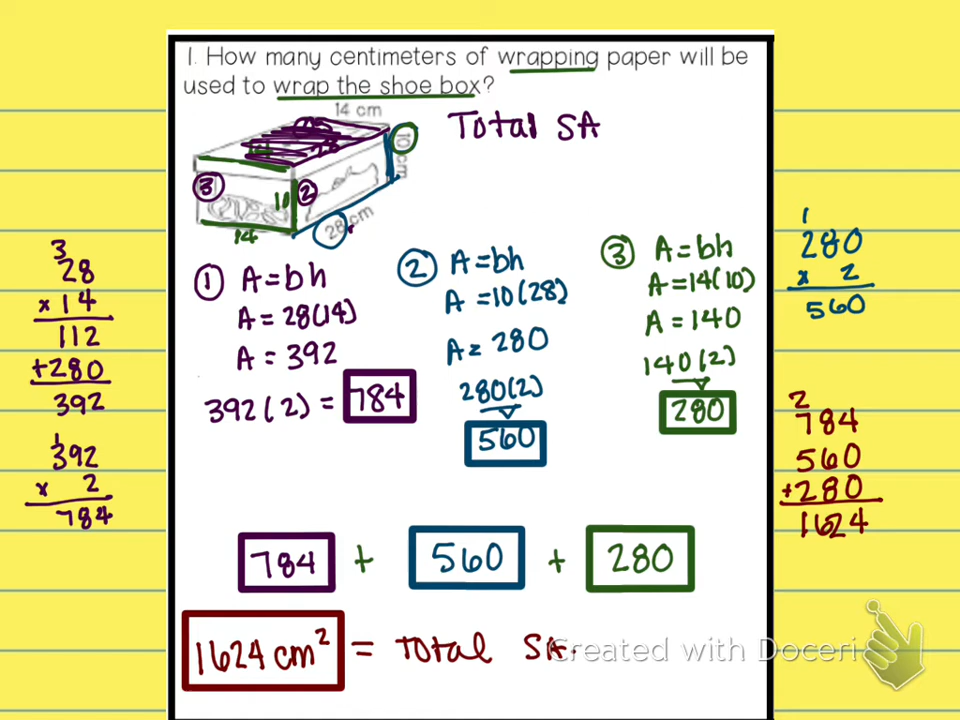 1. How many centimeters of wrapping paper will be
used to wrap the shoe box?
14 cm
Total SA
10 cm
14
28
3
2
10
28 cm
14
3
28
x 14
112
+280
392
1
392
x 2
784
1 A = bh
A = 28(14)
A = 392
392(2) = 784
2 A = bh
A = 10(28)
A = 280
280(2)
560
3 A = bh
A = 14(10)
A = 140
140(2)
280
1
280
x 2
560
2
784
560
+280
1624
784 + 560 + 280
1624 cm² = Total SA.
Created with Doceri